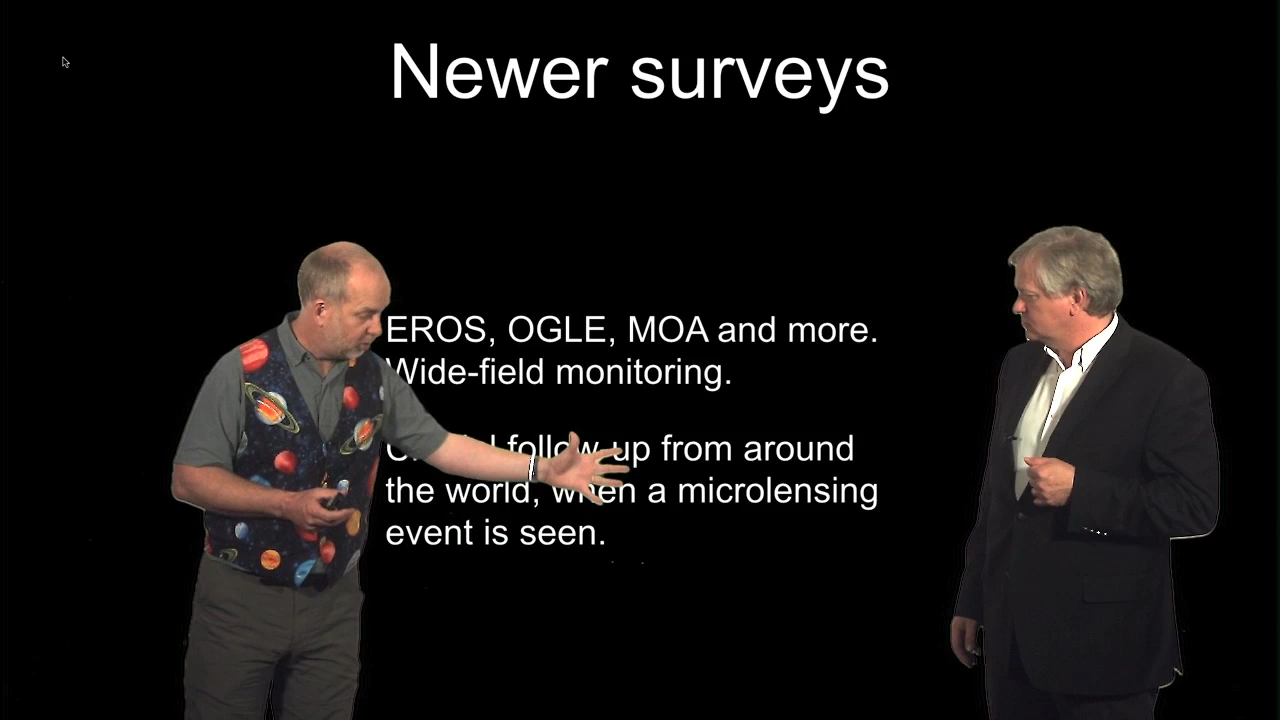 Newer surveys
EROS, OGLE, MOA and more.
Wide-field monitoring.
follow-up from around
the world, when a microlensing
event is seen.